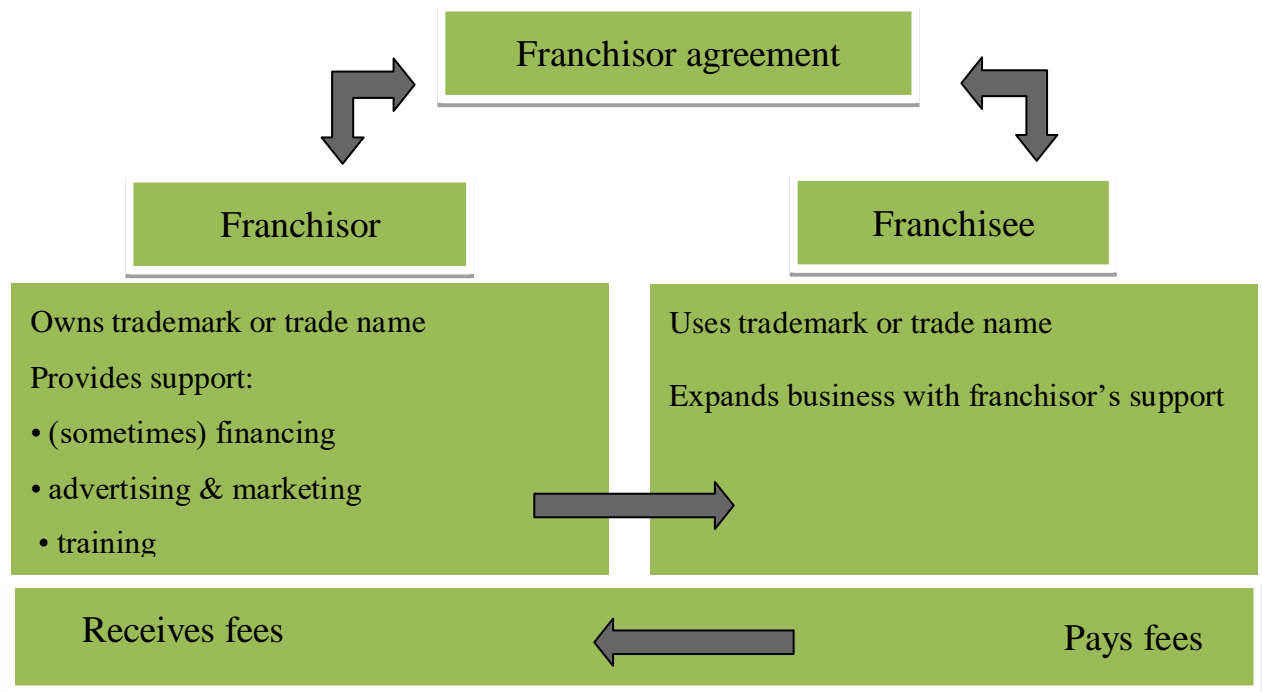 Franchisor agreement
Franchisor
Franchisee
Owns trademark or trade name
Provides support:
• (sometimes) financing
• advertising & marketing
• training
Uses trademark or trade name
Expands business with franchisor’s support
Receives fees
Pays fees